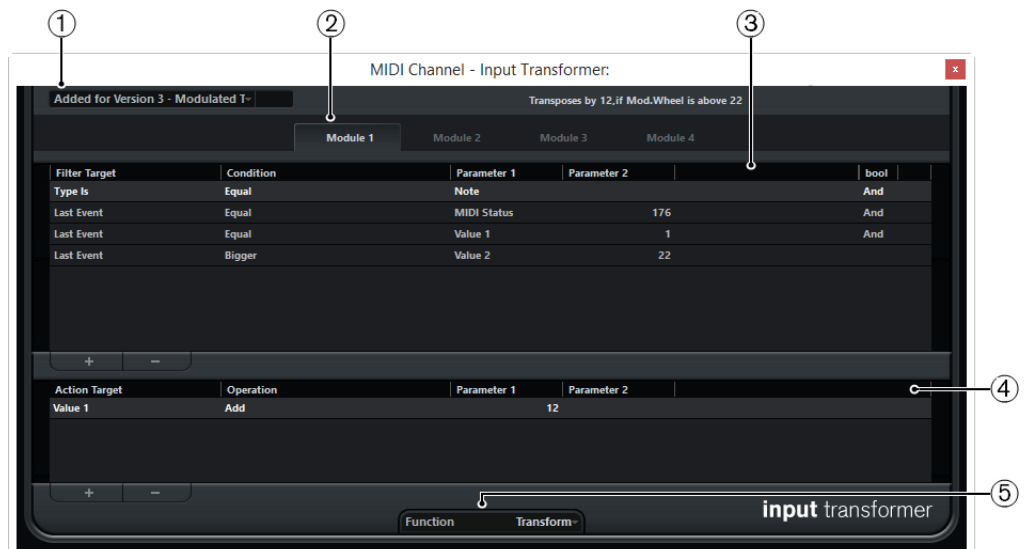 1 2 3
MIDI Channel - Input Transformer: x
Added for Version 3 - Modulated T
Transposes by 12,if Mod.Wheel is above 22
Module 1 Module 2 Module 3 Module 4
Filter Target Condition Parameter 1 Parameter 2 bool
Type Is Equal Note And
Last Event Equal MIDI Status 176 And
Last Event Equal Value 1 1 And
Last Event Bigger Value 2 22
+ −
Action Target Operation Parameter 1 Parameter 2
4
Value 1 Add 12
+ −
5
Function Transform
input transformer